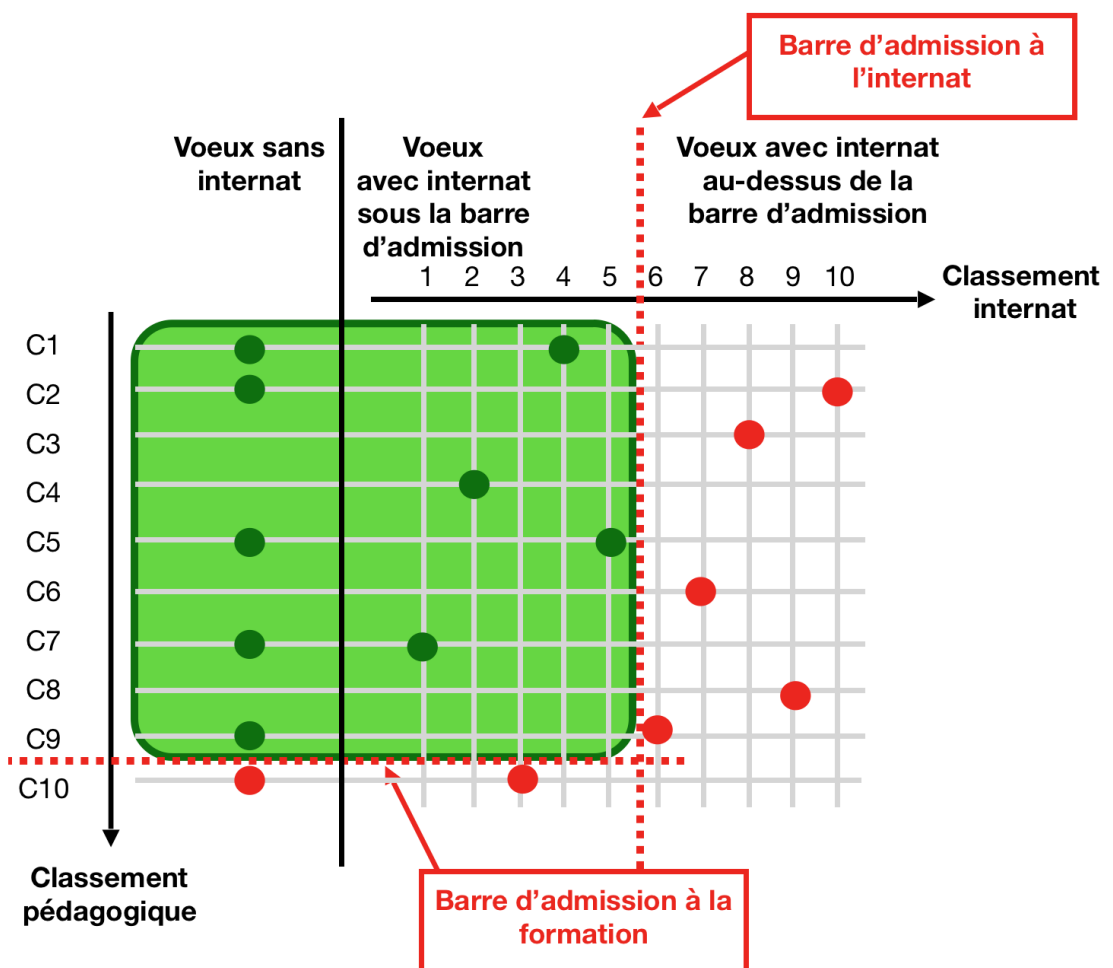 Barre d'admission à
l'internat
Voeux sans
internat
Voeux
avec internat
sous la barre
d'admission
Voeux avec internat
au-dessus de la
barre d'admission
1 2 3 4 5 6 7 8 9 10
Classement
internat
C1
C2
C3
C4
C5
C6
C7
C8
C9
C10
Classement
pédagogique
Barre d'admission à la
formation